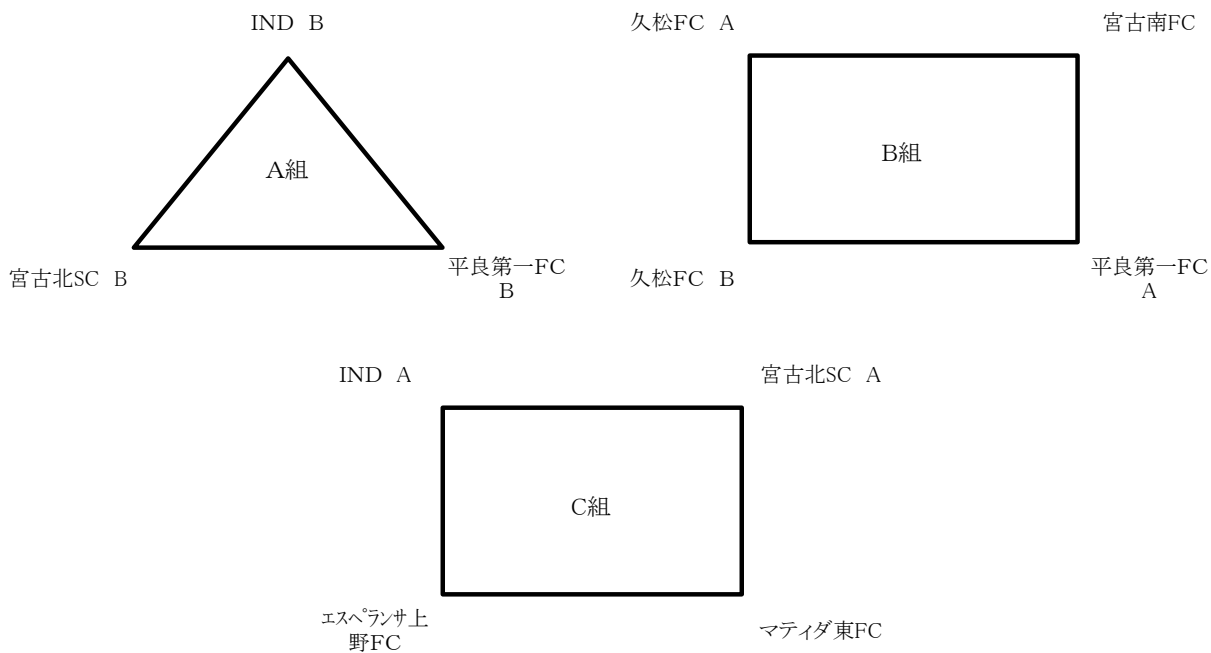 IND B
久松FC A
宮古南FC
A組
B組
宮古北SC B
平良第一FC
B
久松FC B
平良第一FC
A
IND A
宮古北SC A
C組
エスペランサ上
野FC
マティダ東FC